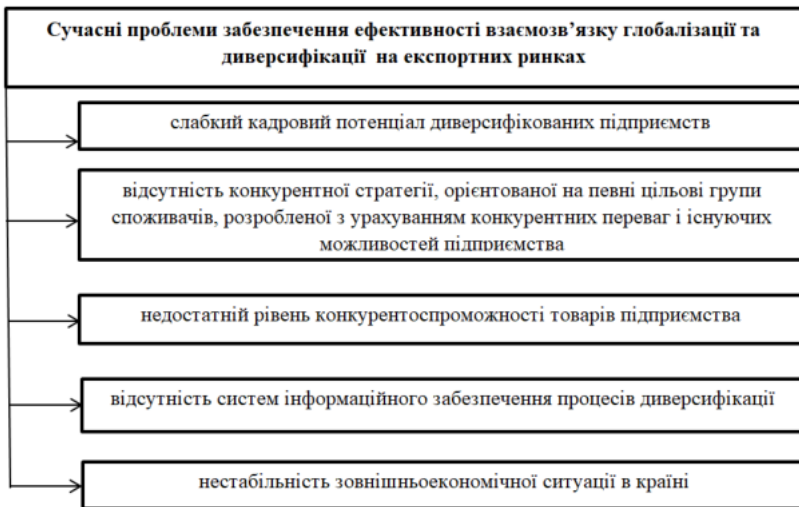 Сучасні проблеми забезпечення ефективності взаємозв’язку глобалізації та
диверсифікації на експортних ринках
слабкий кадровий потенціал диверсифікованих підприємств
відсутність конкурентної стратегії, орієнтованої на певні цільові групи
споживачів, розробленої з урахуванням конкурентних переваг і існуючих
можливостей підприємства
недостатній рівень конкурентоспроможності товарів підприємства
відсутність систем інформаційного забезпечення процесів диверсифікації
нестабільність зовнішньоекономічної ситуації в країні